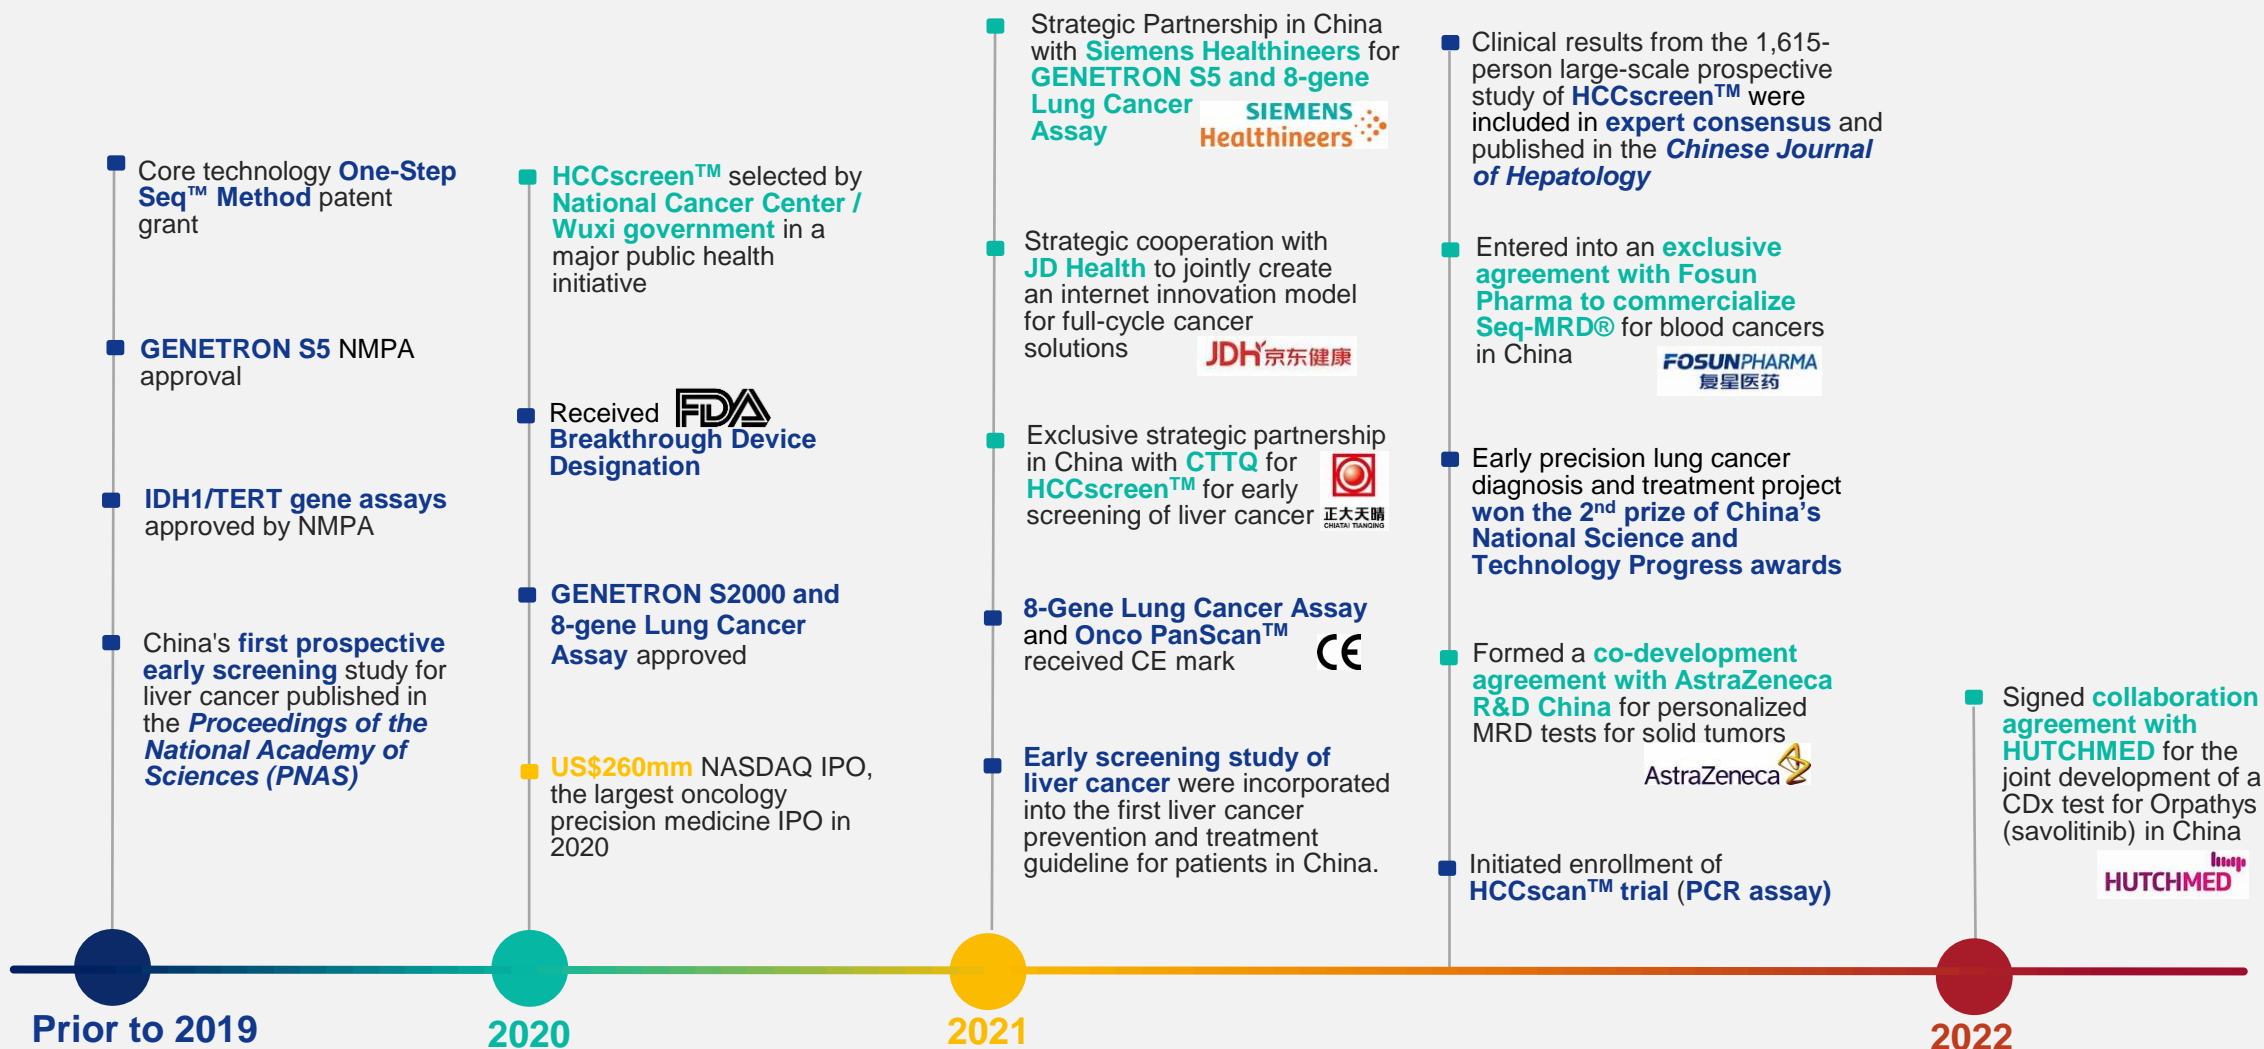 Core technology One-Step
Seq™ Method patent
grant
GENETRON S5 NMPA
approval
IDH1/TERT gene assays
approved by NMPA
China's first prospective
early screening study for
liver cancer published in
the Proceedings of the
National Academy of
Sciences (PNAS)
HCCscreen™ selected by
National Cancer Center /
Wuxi government in a
major public health
initiative
Received FDA
Breakthrough Device
Designation
GENETRON S2000 and
8-gene Lung Cancer
Assay approved
US$260mm NASDAQ IPO,
the largest oncology
precision medicine IPO in
2020
Strategic Partnership in China
with Siemens Healthineers for
GENETRON S5 and 8-gene
Lung Cancer
Assay
SIEMENS
Healthineers
Strategic cooperation with
JD Health to jointly create
an internet innovation model
for full-cycle cancer
solutions
JDH京东健康
Exclusive strategic partnership
in China with CTTQ for
HCCscreen™ for early
screening of liver cancer
正大天晴
CHIATAI TIANQING
8-Gene Lung Cancer Assay
and Onco PanScan™
received CE mark
CE
Early screening study of
liver cancer were incorporated
into the first liver cancer
prevention and treatment
guideline for patients in China.
Clinical results from the 1,615-
person large-scale prospective
study of HCCscreen™ were
included in expert consensus and
published in the Chinese Journal
of Hepatology
Entered into an exclusive
agreement with Fosun
Pharma to commercialize
Seq-MRD® for blood cancers
in China
FOSUNPHARMA
复星医药
Early precision lung cancer
diagnosis and treatment project
won the 2nd prize of China’s
National Science and
Technology Progress awards
Formed a co-development
agreement with AstraZeneca
R&D China for personalized
MRD tests for solid tumors
AstraZeneca
Initiated enrollment of
HCCscan™ trial (PCR assay)
Signed collaboration
agreement with
HUTCHMED for the
joint development of a
CDx test for Orpathys
(savolitinib) in China
HUTCHMED
Prior to 2019
2020
2021
2022